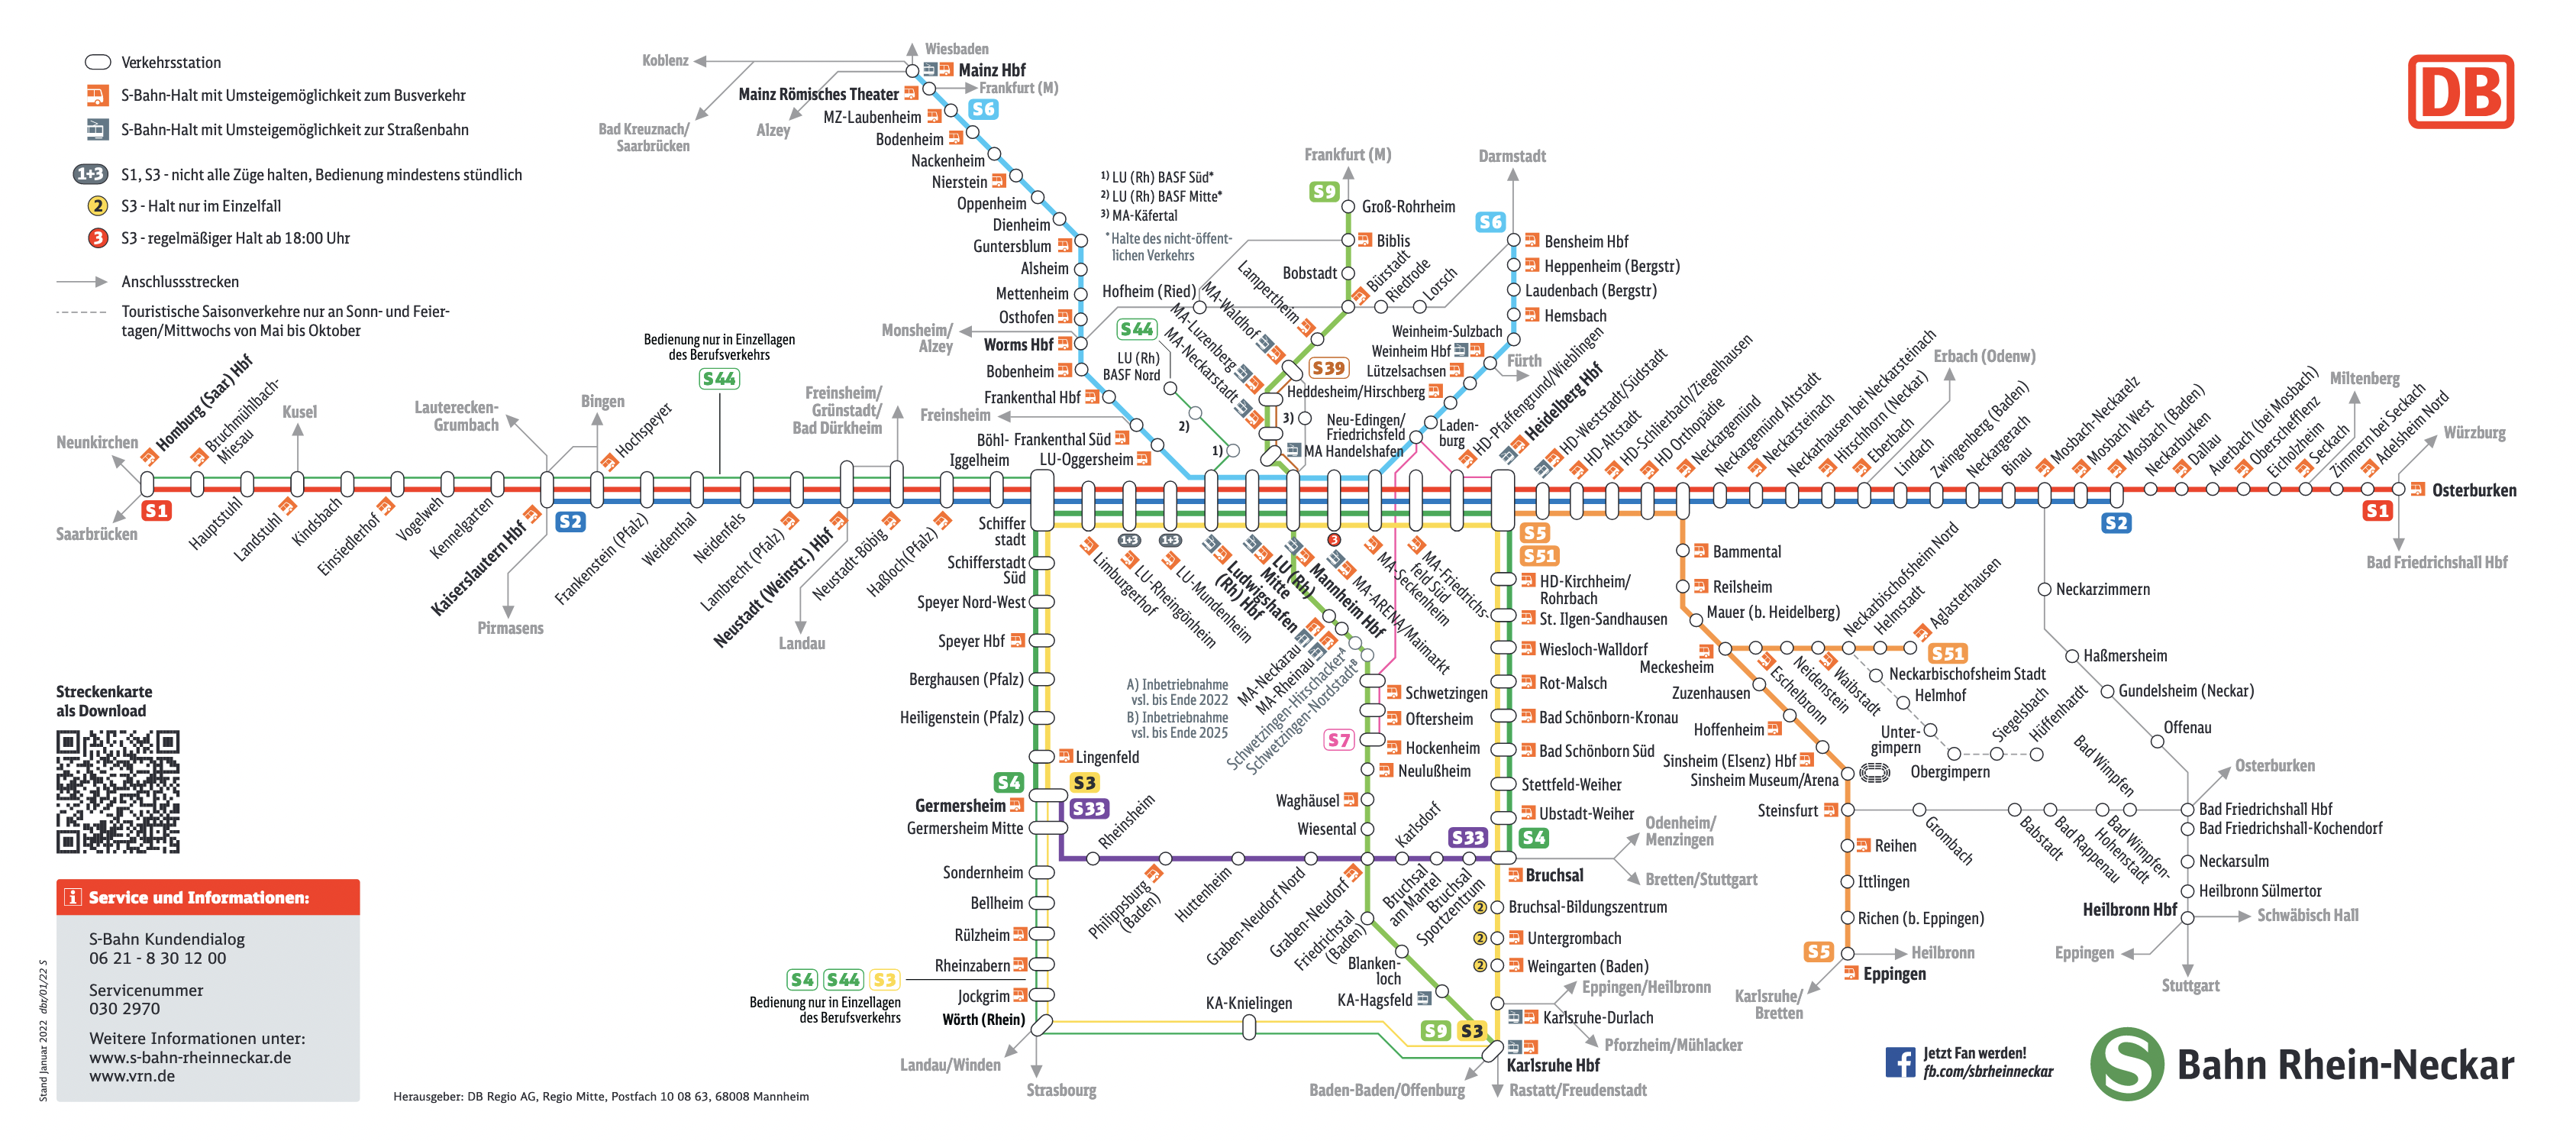 Verkehrsstation
S-Bahn-Halt mit Umsteigemöglichkeit zum Busverkehr
S-Bahn-Halt mit Umsteigemöglichkeit zur Straßenbahn
1+3 S1, S3 - nicht alle Züge halten, Bedienung mindestens stündlich
2 S3 - Halt nur im Einzelfall
3 S3 - regelmäßiger Halt ab 18:00 Uhr
Anschlussstrecken
Touristische Saisonverkehre nur an Sonn- und Feier-
tagen/Mittwochs von Mai bis Oktober
DB
Koblenz
Wiesbaden
Mainz Hbf
Frankfurt (M)
Mainz Römisches Theater
S6
Bad Kreuznach/
Saarbrücken
Alzey
MZ-Laubenheim
Bodenheim
Nackenheim
Nierstein
Oppenheim
Dienheim
Guntersblum
Alsheim
Mettenheim
Osthofen
Monsheim/
Alzey
Worms Hbf
Bobenheim
Frankenthal Hbf
Freinsheim
Frankenthal Süd
LU-Oggersheim
1) LU (Rh) BASF Süd*
2) LU (Rh) BASF Mitte*
3) MA-Käfertal
*Halte des nicht-öffent-
lichen Verkehrs
Hofheim (Ried)
S44
LU (Rh)
BASF Nord
2)
1)
Frankfurt (M)
S9
Groß-Rohrheim
Biblis
Bobstadt
Bürstadt
Riedrode
Lorsch
Lampertheim
MA-Waldhof
MA-Luzenberg
MA-Neckarstadt
S39
3)
MA Handelshafen
Darmstadt
S6
Bensheim Hbf
Heppenheim (Bergstr)
Laudenbach (Bergstr)
Hemsbach
Weinheim-Sulzbach
Weinheim Hbf
Fürth
Lützelsachsen
Heddesheim/Hirschberg
Neu-Edingen/
Friedrichsfeld
Laden-
burg
Bedienung nur in Einzellagen
des Berufsverkehrs
S44
Neunkirchen
Saarbrücken
S1
Homburg (Saar) Hbf
Bruchmühlbach-
Miesau
Hauptstuhl
Kusel
Landstuhl
Kindsbach
Einsiedlerhof
Vogelweh
Kennelgarten
Lauterecken-
Grumbach
Bingen
Kaiserslautern Hbf
Pirmasens
S2
Hochspeyer
Frankenstein (Pfalz)
Weidenthal
Neidenfels
Lambrecht (Pfalz)
Neustadt (Weinstr.) Hbf
Landau
Freinsheim/
Grünstadt/
Bad Dürkheim
Neustadt-Böbig
Haßloch(Pfalz)
Böhl-
Iggelheim
Schiffer
stadt
Limburgerhof
1+3
LU-Rheingönheim
1+3
LU-Mundenheim
Ludwigshafen
(Rh) Hbf
LU (Rh)
Mitte
Mannheim Hbf
3
MA-ARENA/Maimarkt
MA-Seckenheim
MA-Friedrichs-
feld Süd
HD-Pfaffengrund/Wieblingen
Heidelberg Hbf
HD-Weststadt/Südstadt
HD-Altstadt
HD-Schlierbach/Ziegelhausen
HD Orthopädie
Neckargemünd
Neckargemünd Altstadt
Neckarsteinach
Neckarhausen bei Neckarsteinach
Hirschhorn (Neckar)
Eberbach
Erbach (Odenw)
Lindach
Zwingenberg (Baden)
Neckargerach
Binau
Mosbach-Neckarelz
Mosbach West
Mosbach (Baden)
S2
Neckarburken
Dallau
Auerbach (bei Mosbach)
Oberschefflenz
Eicholzheim
Seckach
Miltenberg
Zimmern bei Seckach
Adelsheim Nord
Würzburg
Osterburken
S1
Bad Friedrichshall Hbf
Schifferstadt
Süd
Speyer Nord-West
Speyer Hbf
Berghausen (Pfalz)
Heiligenstein (Pfalz)
Lingenfeld
S4
S3
Germersheim
S33
Germersheim Mitte
Sondernheim
Bellheim
Rülzheim
Rheinzabern
Jockgrim
Wörth (Rhein)
S4 S44 S3
Bedienung nur in Einzellagen
des Berufsverkehrs
Landau/Winden
Strasbourg
KA-Knielingen
Rheinsheim
Philippsburg
(Baden)
Huttenheim
Graben-Neudorf Nord
Graben-Neudorf
Karlsdorf
Bruchsal
am Mantel
Bruchsal
Sportzentrum
S33
MA-Neckarau
MA-Rheinau
Schwetzingen-Hirschacker A
Schwetzingen-Nordstadt B
A) Inbetriebnahme
vsl. bis Ende 2022
B) Inbetriebnahme
vsl. bis Ende 2025
Schwetzingen
Oftersheim
S7
Hockenheim
Neulußheim
Waghäusel
Wiesental
Friedrichstal
(Baden)
Blanken-
loch
KA-Hagsfeld
S9 S3
Karlsruhe Hbf
Baden-Baden/Offenburg
Rastatt/Freudenstadt
S5
S51
HD-Kirchheim/
Rohrbach
St. Ilgen-Sandhausen
Wiesloch-Walldorf
Rot-Malsch
Bad Schönborn-Kronau
Bad Schönborn Süd
Stettfeld-Weiher
Ubstadt-Weiher
S4
Odenheim/
Menzingen
Bruchsal
Bretten/Stuttgart
2 Bruchsal-Bildungszentrum
2 Untergrombach
2 Weingarten (Baden)
Eppingen/Heilbronn
Karlsruhe-Durlach
Pforzheim/Mühlacker
Bammental
Reilsheim
Mauer (b. Heidelberg)
Meckesheim
Eschelbronn
Neidenstein
Waibstadt
Neckarbischofsheim Nord
Helmstadt
Aglasterhausen
S51
Neckarbischofsheim Stadt
Helmhof
Unter-
gimpern
Obergimpern
Siegelsbach
Hüffenhardt
Zuzenhausen
Hoffenheim
Sinsheim (Elsenz) Hbf
Sinsheim Museum/Arena
Steinsfurt
Grombach
Babstadt
Bad Rappenau
Bad Wimpfen-
Hohenstadt
Bad Wimpfen
Reihen
Ittlingen
Richen (b. Eppingen)
S5
Heilbronn
Eppingen
Karlsruhe/
Bretten
Neckarzimmern
Haßmersheim
Gundelsheim (Neckar)
Offenau
Osterburken
Bad Friedrichshall Hbf
Bad Friedrichshall-Kochendorf
Neckarsulm
Heilbronn Sülmertor
Heilbronn Hbf
Schwäbisch Hall
Eppingen
Stuttgart
Streckenkarte
als Download
i Service und Informationen:
S-Bahn Kundendialog
06 21 - 8 30 12 00
Servicenummer
030 2970
Weitere Informationen unter:
www.s-bahn-rheinneckar.de
www.vrn.de
Stand Januar 2022 dbr/01/22 S
Herausgeber: DB Regio AG, Regio Mitte, Postfach 10 08 63, 68008 Mannheim
Jetzt Fan werden!
fb.com/sbrheinneckar
S Bahn Rhein-Neckar